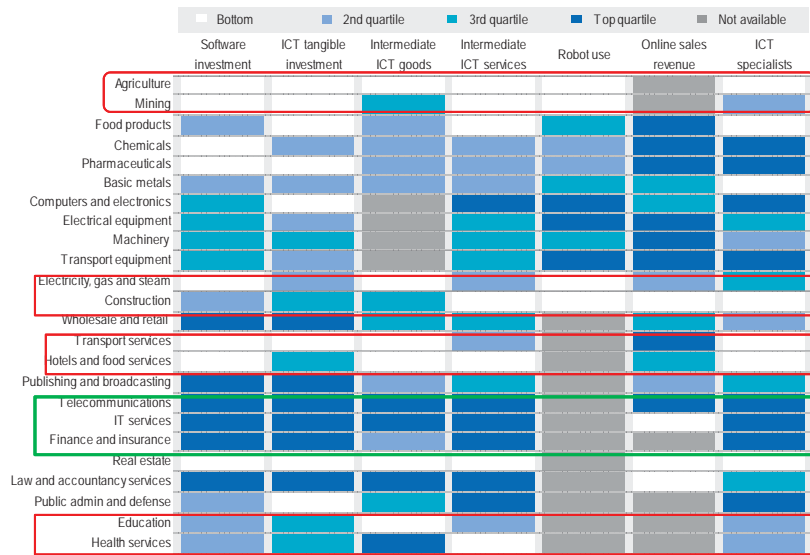 Bottom 2nd quartile 3rd quartile Top quartile Not available
Software investment
ICT tangible investment
Intermediate ICT goods
Intermediate ICT services
Robot use
Online sales revenue
ICT specialists
Agriculture
Mining
Food products
Chemicals
Pharmaceuticals
Basic metals
Computers and electronics
Electrical equipment
Machinery
Transport equipment
Electricity, gas and steam
Construction
Wholesale and retail
Transport services
Hotels and food services
Publishing and broadcasting
Telecommunications
IT services
Finance and insurance
Real estate
Law and accountancy services
Public admin and defense
Education
Health services